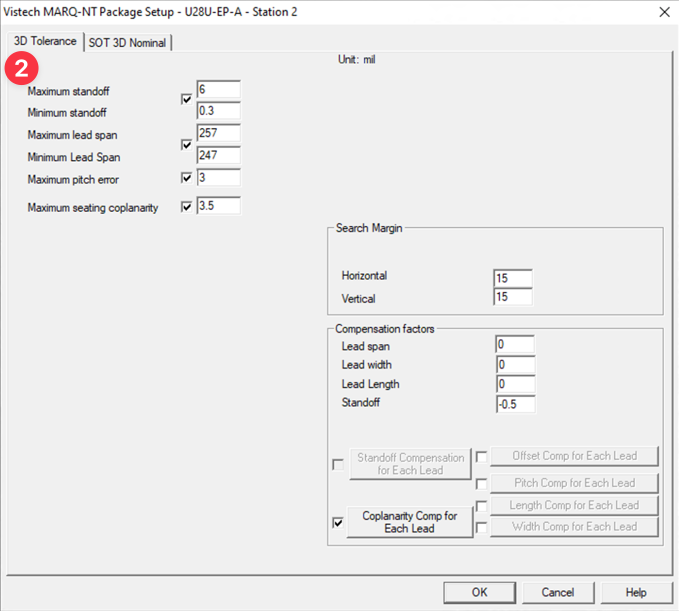 Vistech MARQ-NT Package Setup - U28U-EP-A - Station 2
3D Tolerance
SOT 3D Nominal
2
Unit: mil
Maximum standoff
6
Minimum standoff
0.3
Maximum lead span
257
Minimum Lead Span
247
Maximum pitch error
3
Maximum seating coplanarity
3.5
Search Margin
Horizontal
15
Vertical
15
Compensation factors
Lead span
0
Lead width
0
Lead Length
0
Standoff
-0.5
Standoff Compensation
for Each Lead
Offset Comp for Each Lead
Pitch Comp for Each Lead
Length Comp for Each Lead
Coplanarity Comp for
Each Lead
Width Comp for Each Lead
OK
Cancel
Help